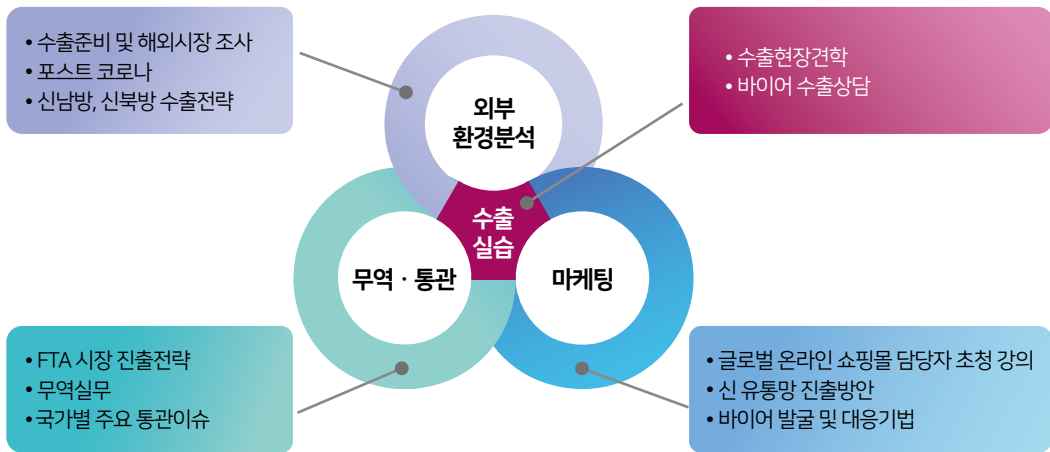 • 수출준비 및 해외시장 조사
• 포스트 코로나
• 신남방, 신북방 수출전략
• 수출현장견학
• 바이어 수출상담
외부
환경분석
수출
실습
무역 · 통관
마케팅
• FTA 시장 진출전략
• 무역실무
• 국가별 주요 통관이슈
• 글로벌 온라인 쇼핑몰 담당자 초청 강의
• 신 유통망 진출방안
• 바이어 발굴 및 대응기법